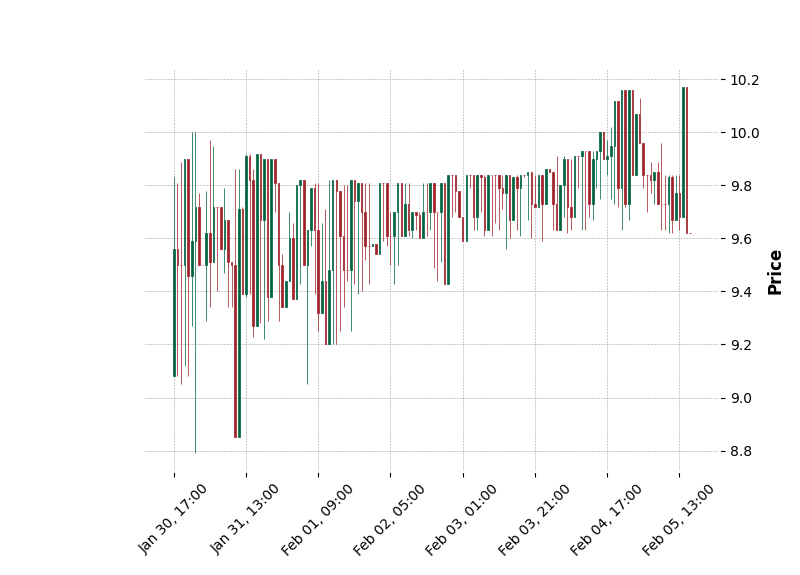 10.2
10.0
9.8
9.6
9.4
9.2
9.0
8.8
Price
Jan 30, 17:00
Jan 31, 13:00
Feb 01, 09:00
Feb 02, 05:00
Feb 03, 01:00
Feb 03, 21:00
Feb 04, 17:00
Feb 05, 13:00